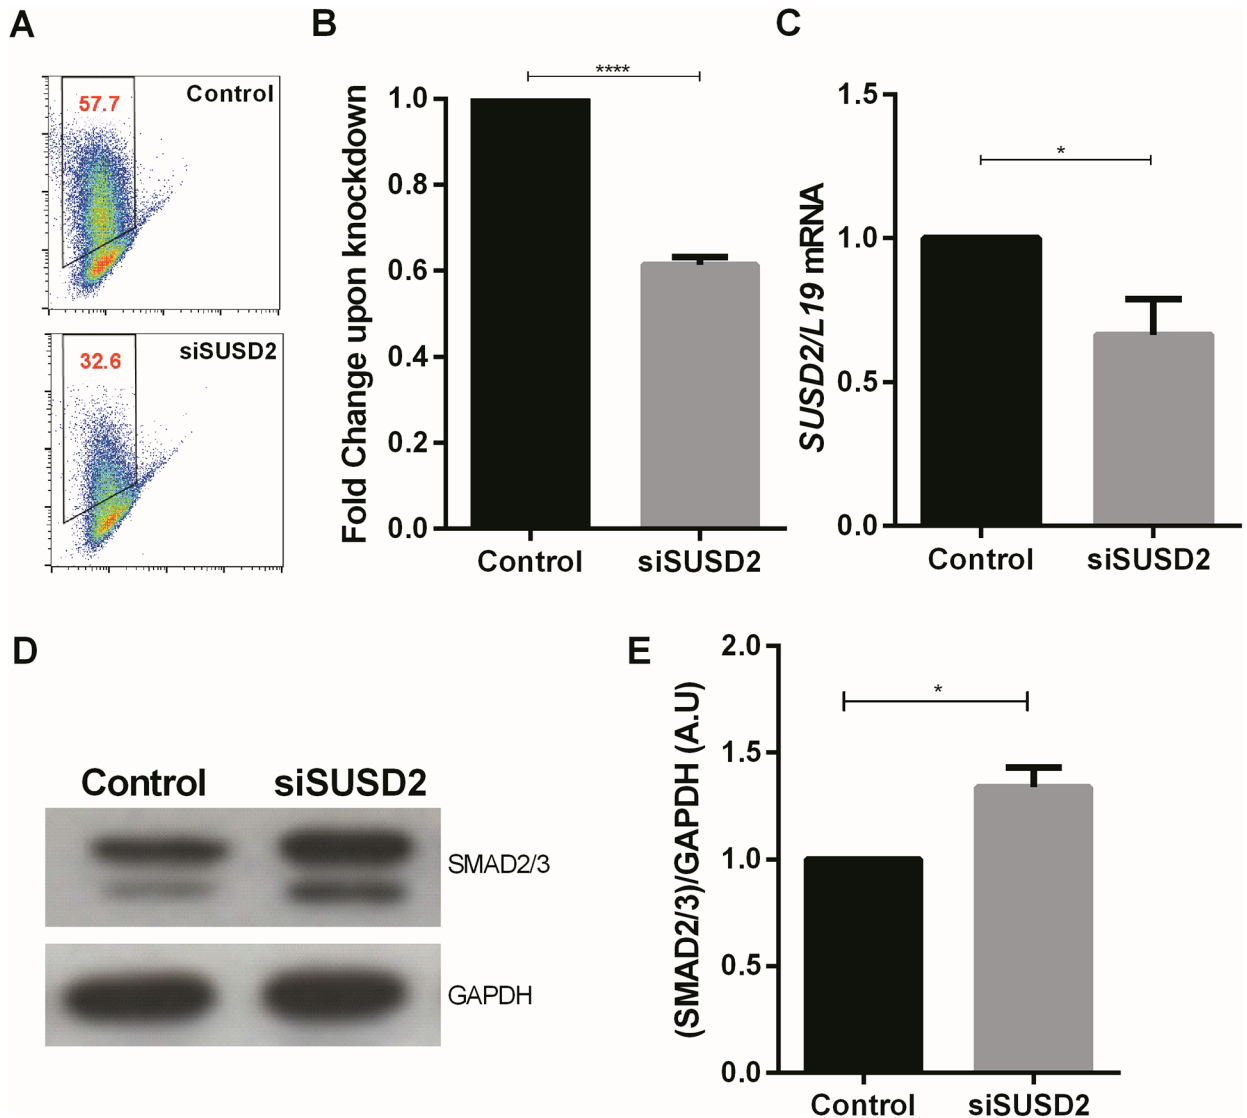 A
Control
57.7
siSUSD2
32.6
B
****
Fold Change upon knockdown
1.0
0.8
0.6
0.4
0.2
0.0
Control
siSUSD2
C
*
SUSD2/L19 mRNA
1.5
1.0
0.5
0.0
Control
siSUSD2
D
Control
siSUSD2
SMAD2/3
GAPDH
E
*
(SMAD2/3)/GAPDH (A.U)
2.0
1.5
1.0
0.5
0.0
Control
siSUSD2